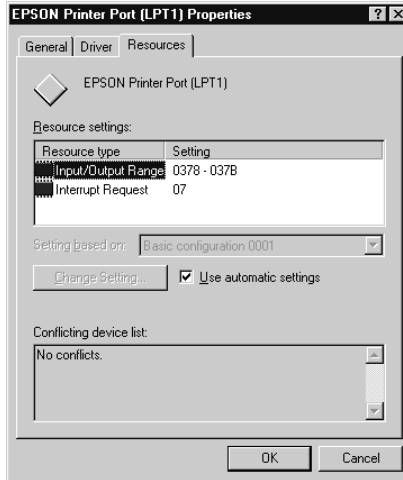 EPSON Printer Port (LPT1) Properties
General Driver Resources
EPSON Printer Port (LPT1)
Resource settings:
Resource type Setting
Input/Output Range 0378 - 037B
Interrupt Request 07
Setting based on: Basic configuration 0001
Change Setting... Use automatic settings
Conflicting device list:
No conflicts.
OK Cancel